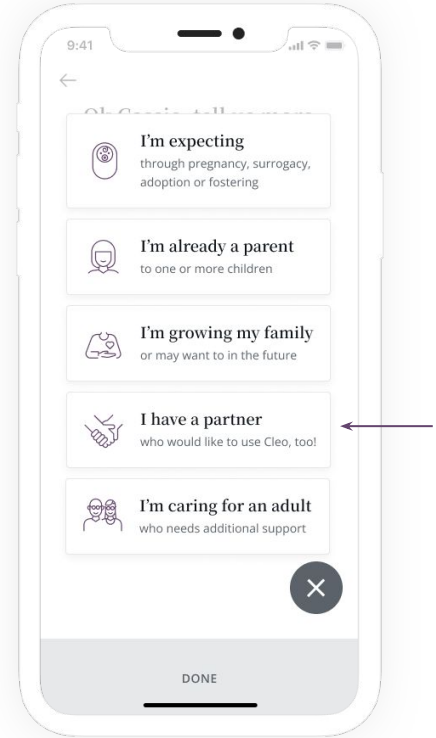 9:41
I'm expecting
through pregnancy, surrogacy,
adoption or fostering
I'm already a parent
to one or more children
I'm growing my family
or may want to in the future
I have a partner
who would like to use Cleo, too!
I'm caring for an adult
who needs additional support
DONE